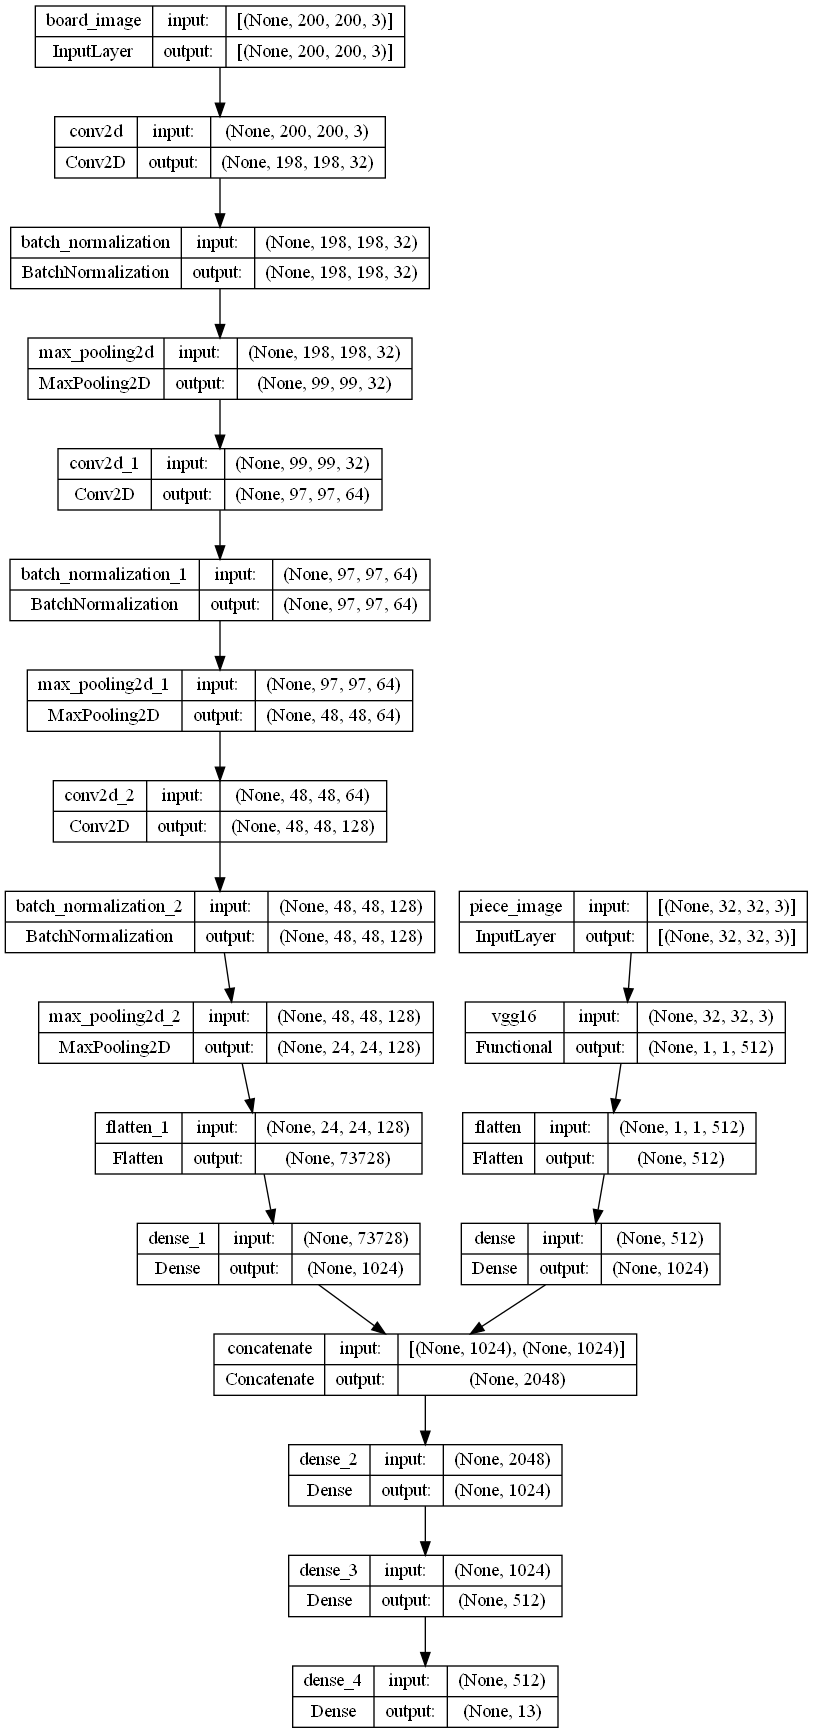 board_image input: [(None, 200, 200, 3)]
InputLayer output: [(None, 200, 200, 3)]
conv2d input: (None, 200, 200, 3)
Conv2D output: (None, 198, 198, 32)
batch_normalization input: (None, 198, 198, 32)
BatchNormalization output: (None, 198, 198, 32)
max_pooling2d input: (None, 198, 198, 32)
MaxPooling2D output: (None, 99, 99, 32)
conv2d_1 input: (None, 99, 99, 32)
Conv2D output: (None, 97, 97, 64)
batch_normalization_1 input: (None, 97, 97, 64)
BatchNormalization output: (None, 97, 97, 64)
max_pooling2d_1 input: (None, 97, 97, 64)
MaxPooling2D output: (None, 48, 48, 64)
conv2d_2 input: (None, 48, 48, 64)
Conv2D output: (None, 48, 48, 128)
batch_normalization_2 input: (None, 48, 48, 128)
BatchNormalization output: (None, 48, 48, 128)
piece_image input: [(None, 32, 32, 3)]
InputLayer output: [(None, 32, 32, 3)]
max_pooling2d_2 input: (None, 48, 48, 128)
MaxPooling2D output: (None, 24, 24, 128)
vgg16 input: (None, 32, 32, 3)
Functional output: (None, 1, 1, 512)
flatten_1 input: (None, 24, 24, 128)
Flatten output: (None, 73728)
flatten input: (None, 1, 1, 512)
Flatten output: (None, 512)
dense_1 input: (None, 73728)
Dense output: (None, 1024)
dense input: (None, 512)
Dense output: (None, 1024)
concatenate input: [(None, 1024), (None, 1024)]
Concatenate output: (None, 2048)
dense_2 input: (None, 2048)
Dense output: (None, 1024)
dense_3 input: (None, 1024)
Dense output: (None, 512)
dense_4 input: (None, 512)
Dense output: (None, 13)